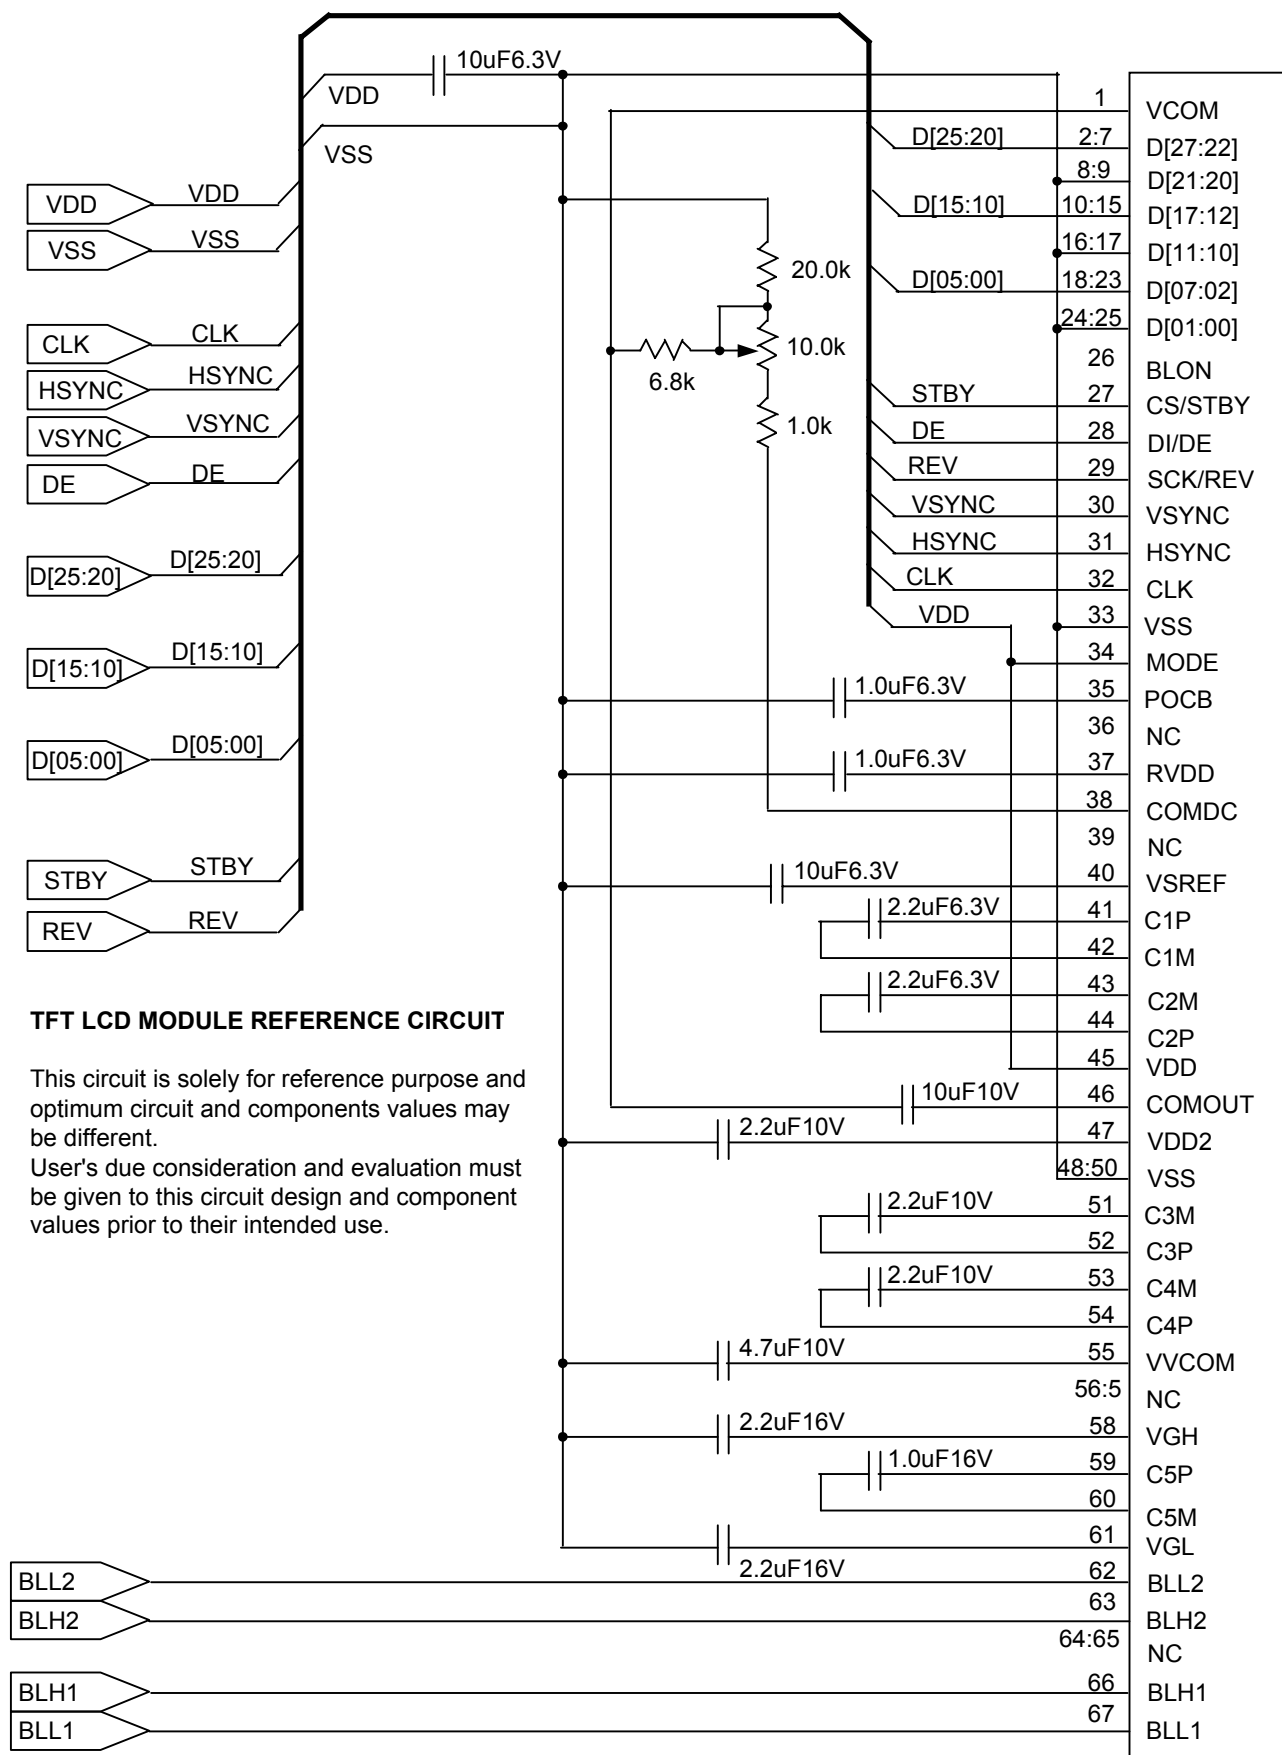 10uF6.3V
VDD
VSS
VDD VDD
VSS VSS
CLK CLK
HSYNC HSYNC
VSYNC VSYNC
DE DE
D[25:20] D[25:20]
D[15:10] D[15:10]
D[05:00] D[05:00]
STBY STBY
REV REV
20.0k
10.0k
6.8k
1.0k
1 VCOM
D[25:20] 2:7 D[27:22]
8:9 D[21:20]
D[15:10] 10:15 D[17:12]
16:17 D[11:10]
D[05:00] 18:23 D[07:02]
24:25 D[01:00]
26 BLON
STBY 27 CS/STBY
DE 28 DI/DE
REV 29 SCK/REV
VSYNC 30 VSYNC
HSYNC 31 HSYNC
CLK 32 CLK
VDD 33 VSS
34 MODE
1.0uF6.3V 35 POCB
36 NC
1.0uF6.3V 37 RVDD
38 COMDC
39 NC
10uF6.3V 40 VSREF
2.2uF6.3V 41 C1P
42 C1M
2.2uF6.3V 43 C2M
44 C2P
45 VDD
10uF10V 46 COMOUT
2.2uF10V 47 VDD2
48:50 VSS
2.2uF10V 51 C3M
52 C3P
2.2uF10V 53 C4M
54 C4P
4.7uF10V 55 VVCOM
56:5 NC
2.2uF16V 58 VGH
1.0uF16V 59 C5P
60 C5M
61 VGL
2.2uF16V
TFT LCD MODULE REFERENCE CIRCUIT
This circuit is solely for reference purpose and
optimum circuit and components values may
be different.
User's due consideration and evaluation must
be given to this circuit design and component
values prior to their intended use.
BLL2 62 BLL2
BLH2 63 BLH2
64:65 NC
BLH1 66 BLH1
BLL1 67 BLL1